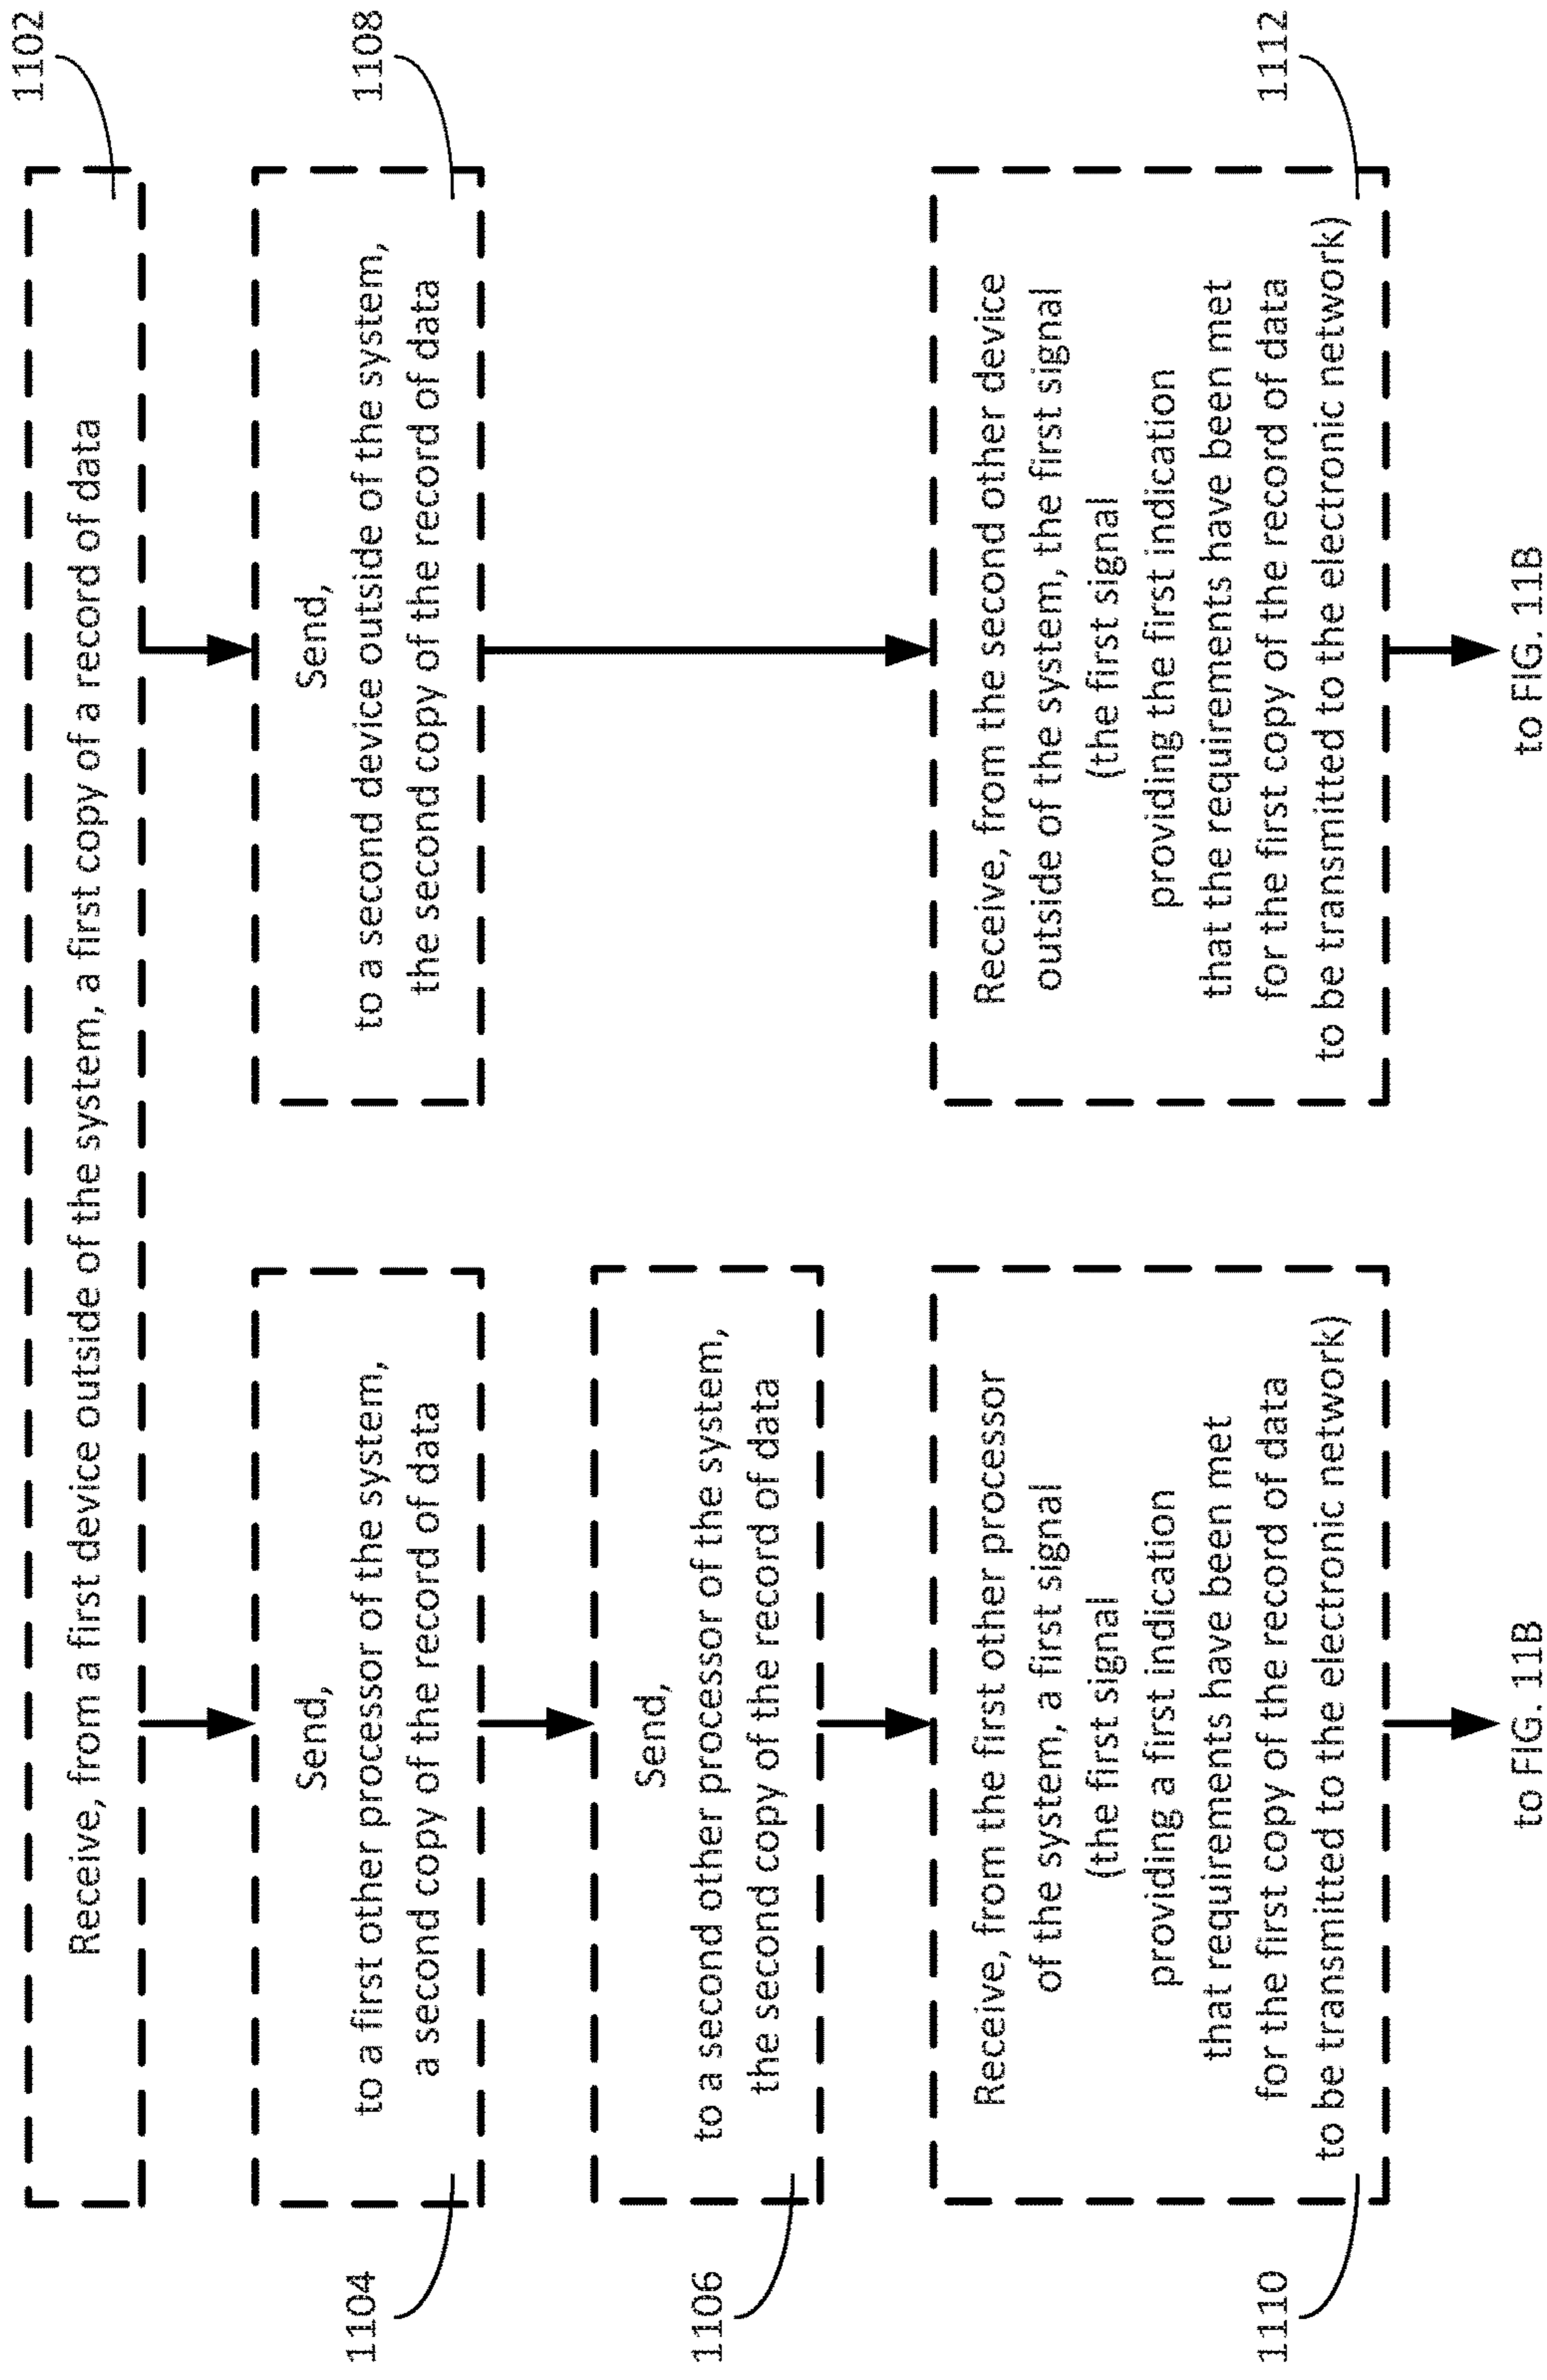 1102
Receive, from a first device outside of the system, a first copy of a record of data
Send,
to a first other processor of the system,
a second copy of the record of data
1104
Send,
to a second device outside of the system,
the second copy of the record of data
1108
Send,
to a second other processor of the system,
the second copy of the record of data
1106
Receive, from the first other processor
of the system, a first signal
(the first signal
providing a first indication
that requirements have been met
for the first copy of the record of data
to be transmitted to the electronic network)
1110
Receive, from the second other device
outside of the system, the first signal
(the first signal
providing the first indication
that the requirements have been met
for the first copy of the record of data
to be transmitted to the electronic network)
1112
to FIG. 11B
to FIG. 11B